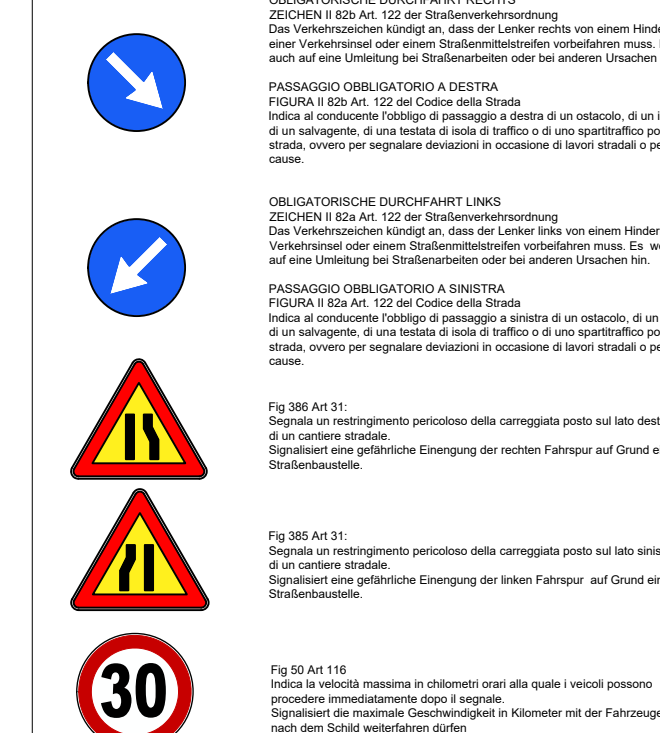 OBLIGATORISCHE DURCHFAHRT RECHTS
ZEICHEN II 82b Art. 122 der Straßenverkehrsordnung
Das Verkehrszeichen kündigt an, dass der Lenker rechts von einem
einer Verkehrsinsel oder einem Straßenmittelstreifen vorbeifahren muss.
auch auf eine Umleitung bei Straßenarbeiten oder bei anderen Ursachen
PASSAGGIO OBBLIGATORIO A DESTRA
FIGURA II 82b Art. 122 del Codice della Strada
Indica al conducente l'obbligo di passaggio a destra di un ostacolo, di un
di un salvagente, di una testata di isola di traffico o di uno spartitraffico
strada, ovvero per segnalare deviazioni in occasione di lavori stradali o
cause.
OBLIGATORISCHE DURCHFAHRT LINKS
ZEICHEN II 82a Art. 122 der Straßenverkehrsordnung
Das Verkehrszeichen kündigt an, dass der Lenker links von einem
Verkehrsinsel oder einem Straßenmittelstreifen vorbeifahren muss. Es
auf eine Umleitung bei Straßenarbeiten oder bei anderen Ursachen hin.
PASSAGGIO OBBLIGATORIO A SINISTRA
FIGURA II 82a Art. 122 del Codice della Strada
Indica al conducente l'obbligo di passaggio a sinistra di un ostacolo, di un
di un salvagente, di una testata di isola di traffico o di uno spartitraffico
strada, ovvero per segnalare deviazioni in occasione di lavori stradali o
cause.
Fig 386 Art 31:
Segnala un restringimento pericoloso della carreggiata posto sul lato
di un cantiere stradale.
Signalisiert eine gefährliche Einengung der rechten Fahrspur auf Grund
Straßenbaustelle.
Fig 385 Art 31:
Segnala un restringimento pericoloso della carreggiata posto sul lato
di un cantiere stradale.
Signalisiert eine gefährliche Einengung der linken Fahrspur auf Grund
Straßenbaustelle.
30
Fig 50 Art 116
Indica la velocità massima in chilometri orari alla quale i veicoli possono
procedere immediatamente dopo il segnale.
Signalisiert die maximale Geschwindigkeit in Kilometer mit der Fahrzeuge
nach dem Schild weiterfahren dürfen